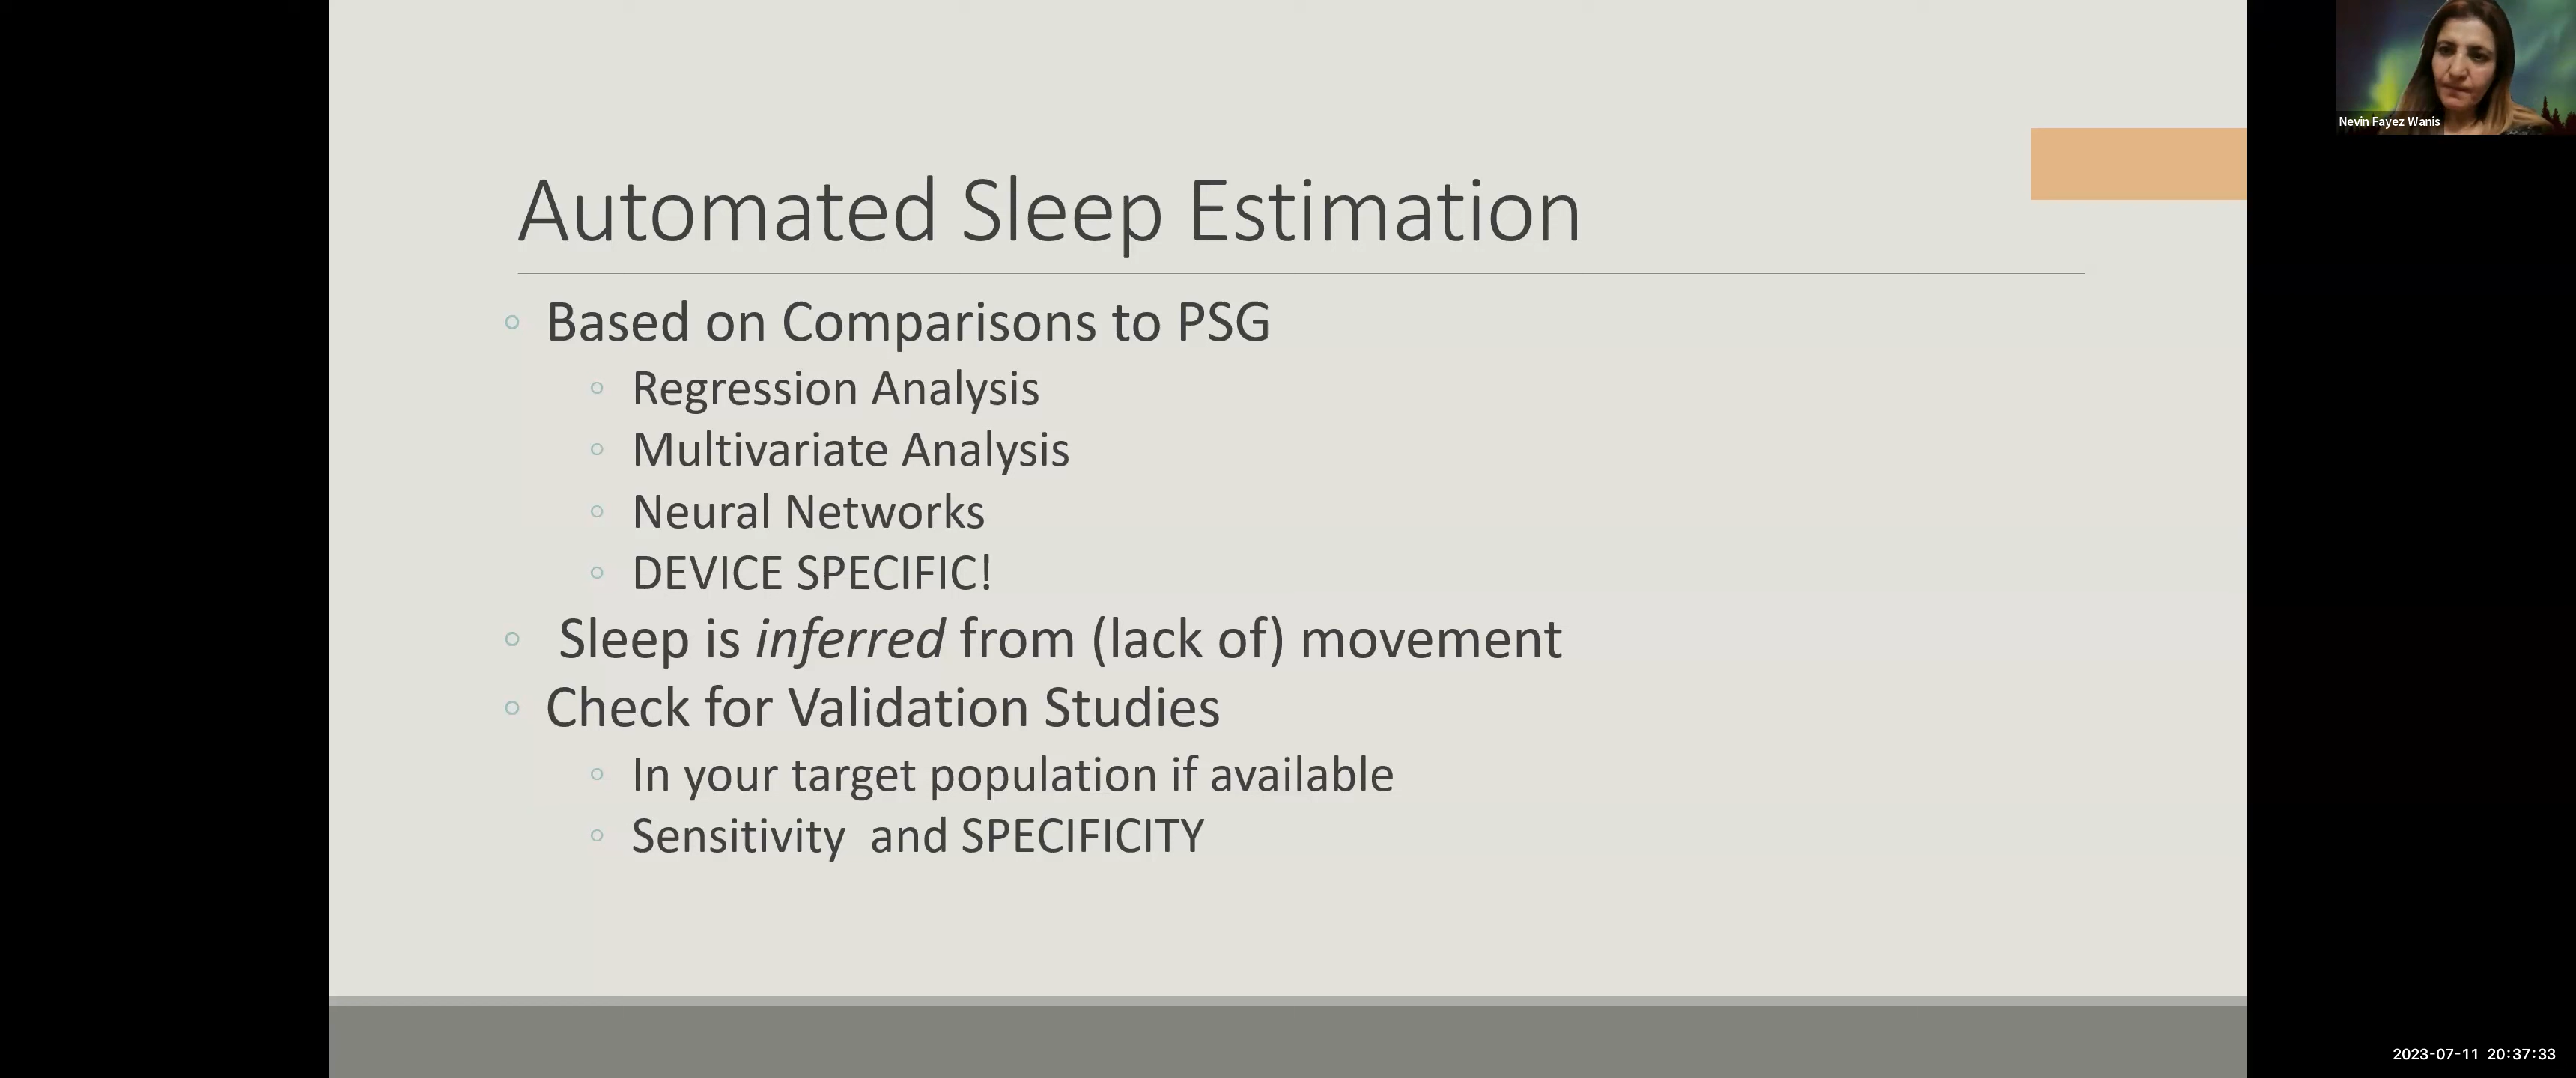 Nevin Fayez Wanis
Automated Sleep Estimation
Based on Comparisons to PSG
Regression Analysis
Multivariate Analysis
Neural Networks
DEVICE SPECIFIC!
Sleep is inferred from (lack of) movement
Check for Validation Studies
In your target population if available
Sensitivity and SPECIFICITY
2023-07-11 20:37:33